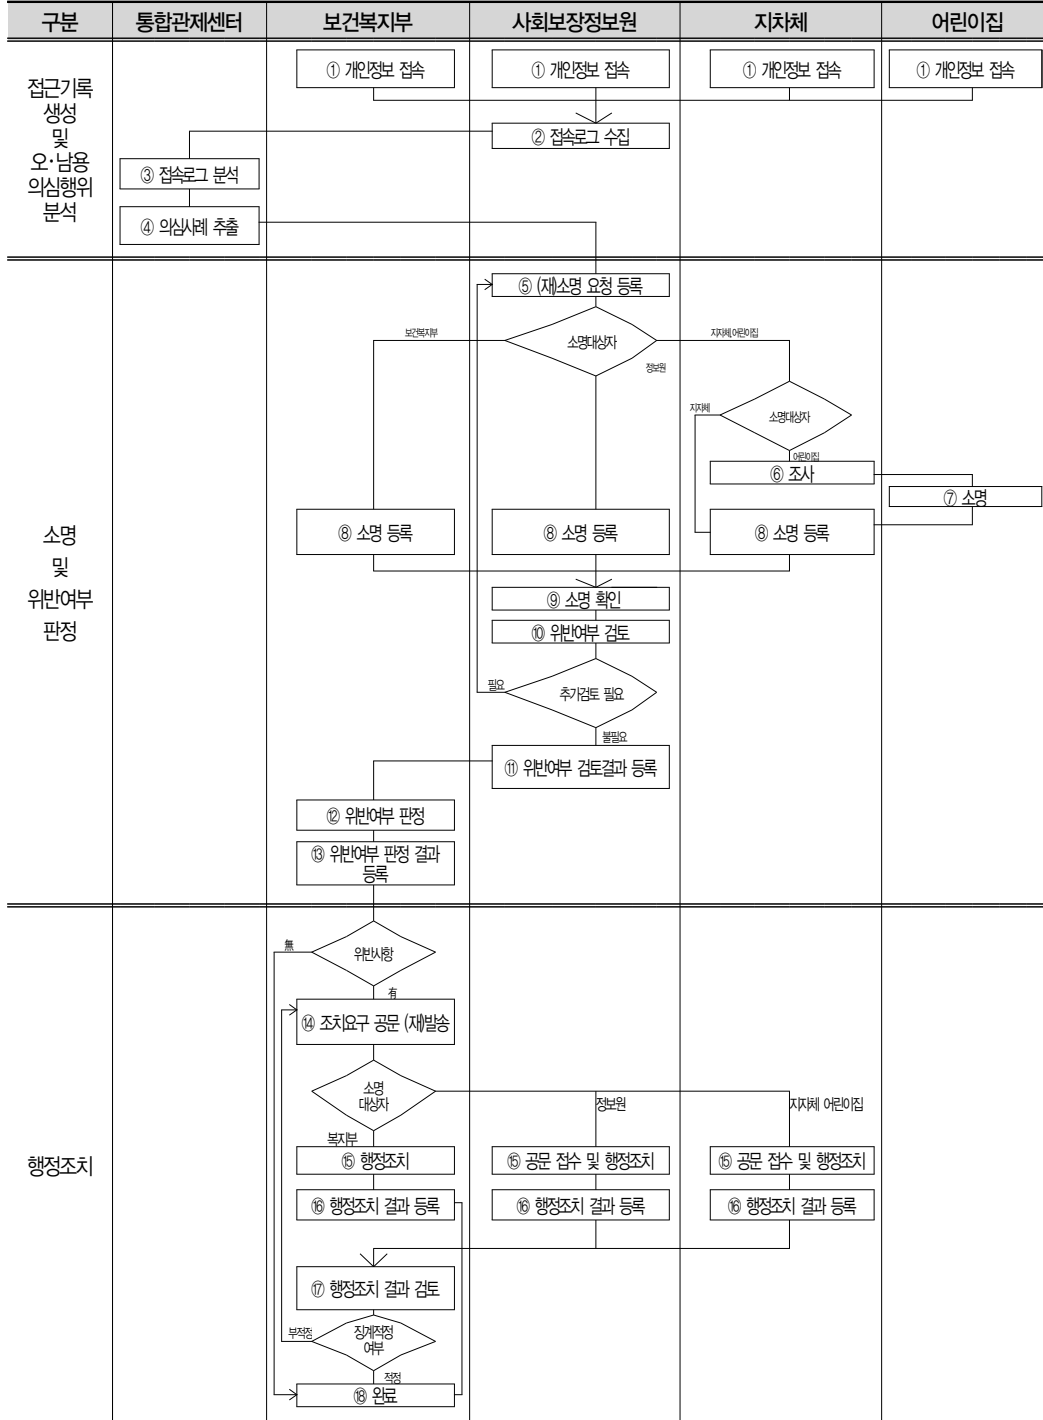 구분 통합관제센터 보건복지부 사회보장정보원 지차체 어린이집
접근기록
생성
및
오·남용
의심행위
분석
① 개인정보 접속 ① 개인정보 접속 ① 개인정보 접속 ① 개인정보 접속
② 접속로그 수집
③ 접속로그 분석
④ 의심사례 추출
소명
및
위반여부
판정
⑤ (재)소명 요청 등록
보건복지부 소명대상자 지자체,어린이집
정보원
지자체 소명대상자
어린이집
⑥ 조사
⑦ 소명
⑧ 소명 등록 ⑧ 소명 등록 ⑧ 소명 등록
⑨ 소명 확인
⑩ 위반여부 검토
필요 추가검토 필요
불필요
⑪ 위반여부 검토결과 등록
⑫ 위반여부 판정
⑬ 위반여부 판정 결과
등록
행정조치
無 위반사항
有
⑭ 조치요구 공문 (재)발송
소명
대상자
정보원 지자체 어린이집
복지부
⑮ 행정조치 ⑮ 공문 접수 및 행정조치 ⑮ 공문 접수 및 행정조치
⑯ 행정조치 결과 등록 ⑯ 행정조치 결과 등록 ⑯ 행정조치 결과 등록
⑰ 행정조치 결과 검토
부적정 징계적정
여부
적정
⑱ 완료